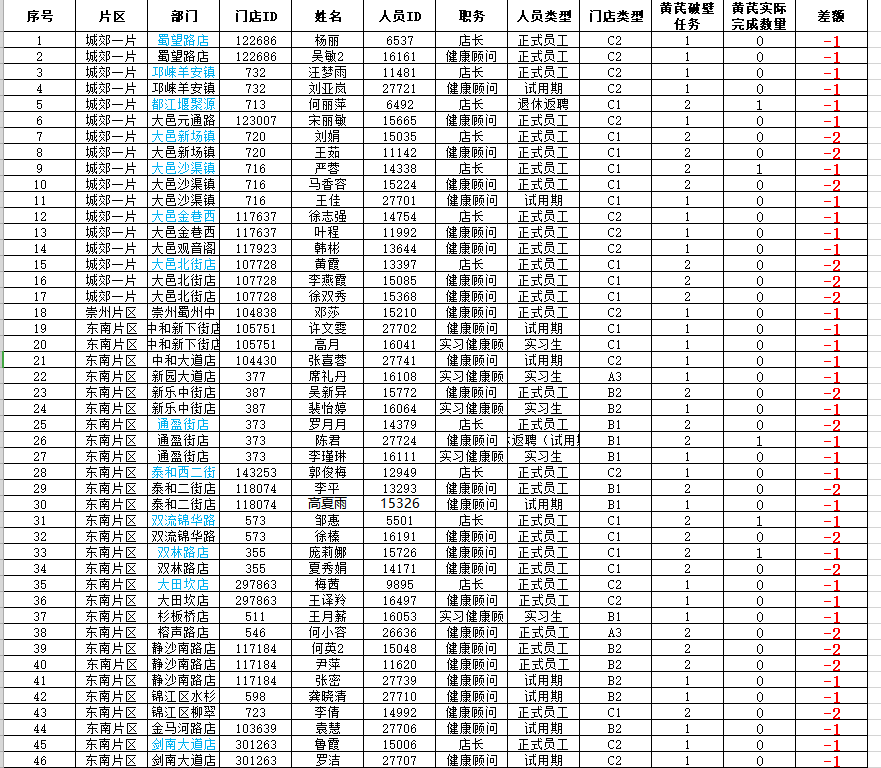 序号 片区 部门 门店ID 姓名 人员ID 职务 人员类型 门店类型 黄芪破壁任务 黄芪实际完成数量 差额
1 城郊一片 蜀望路店 122686 杨丽 6537 店长 正式员工 C2 1 0 -1
2 城郊一片 蜀望路店 122686 吴敏2 16161 健康顾问 正式员工 C2 1 0 -1
3 城郊一片 邛崃羊安镇 732 汪梦雨 11481 店长 正式员工 C2 1 0 -1
4 城郊一片 邛崃羊安镇 732 刘亚岚 27721 健康顾问 试用期 C2 1 0 -1
5 城郊一片 都江堰聚源 713 何丽萍 6492 店长 退休返聘 C1 2 1 -1
6 城郊一片 大邑元通路 123007 宋丽敏 15665 健康顾问 正式员工 C2 1 0 -1
7 城郊一片 大邑新场镇 720 刘娟 15035 店长 正式员工 C1 2 0 -2
8 城郊一片 大邑新场镇 720 王茹 11142 健康顾问 正式员工 C1 2 0 -2
9 城郊一片 大邑沙渠镇 716 严蓉 14338 店长 正式员工 C1 2 1 -1
10 城郊一片 大邑沙渠镇 716 马香容 15224 健康顾问 正式员工 C1 2 0 -2
11 城郊一片 大邑沙渠镇 716 王佳 27701 健康顾问 试用期 C1 1 0 -1
12 城郊一片 大邑金巷西 117637 徐志强 14754 店长 正式员工 C2 1 0 -1
13 城郊一片 大邑金巷西 117637 叶程 11992 健康顾问 正式员工 C2 1 0 -1
14 城郊一片 大邑观音阁 117923 韩彬 13644 健康顾问 正式员工 C2 1 0 -1
15 城郊一片 大邑北街店 107728 黄霞 13397 店长 正式员工 C1 2 0 -2
16 城郊一片 大邑北街店 107728 李燕霞 15085 健康顾问 正式员工 C1 2 0 -2
17 城郊一片 大邑北街店 107728 徐双秀 15368 健康顾问 正式员工 C1 2 0 -2
18 崇州片区 崇州蜀州中 104838 邓莎 15210 健康顾问 正式员工 C2 1 0 -1
19 东南片区 中和新下街店 105751 许文雯 27702 健康顾问 试用期 C1 1 0 -1
20 东南片区 中和新下街店 105751 高月 16041 实习健康顾 实习生 C1 1 0 -1
21 东南片区 中和大道店 104430 张喜蓉 27741 健康顾问 试用期 C2 1 0 -1
22 东南片区 新园大道店 377 席礼丹 16108 实习健康顾 实习生 A3 1 0 -1
23 东南片区 新乐中街店 387 吴新异 15772 健康顾问 正式员工 B2 2 0 -2
24 东南片区 新乐中街店 387 裴怡婷 16064 实习健康顾 实习生 B2 1 0 -1
25 东南片区 通盈街店 373 罗月月 14379 店长 正式员工 B1 2 0 -2
26 东南片区 通盈街店 373 陈君 27724 健康顾问 返聘（试用 B1 2 1 -1
27 东南片区 通盈街店 373 李瑾琳 16111 实习健康顾 实习生 B1 1 0 -1
28 东南片区 泰和西二街 143253 郭俊梅 12949 店长 正式员工 C2 1 0 -1
29 东南片区 泰和二街店 118074 李平 13293 健康顾问 正式员工 B1 2 0 -2
30 东南片区 泰和二街店 118074 高夏雨 15326 健康顾问 试用期 B1 1 0 -1
31 东南片区 双流锦华路 573 邹惠 5501 店长 正式员工 C1 2 1 -1
32 东南片区 双流锦华路 573 徐榛 16191 健康顾问 正式员工 C1 2 0 -2
33 东南片区 双林路店 355 庞莉娜 15726 健康顾问 正式员工 C1 2 1 -1
34 东南片区 双林路店 355 夏秀娟 14171 健康顾问 正式员工 C1 2 0 -2
35 东南片区 大田坎店 297863 梅茜 9895 店长 正式员工 C2 1 0 -1
36 东南片区 大田坎店 297863 王译羚 16497 健康顾问 正式员工 C2 1 0 -1
37 东南片区 杉板桥店 511 王月薪 16053 实习健康顾 实习生 B1 1 0 -1
38 东南片区 榕声路店 546 何小容 26636 健康顾问 正式员工 A3 2 0 -2
39 东南片区 静沙南路店 117184 何英2 15048 健康顾问 正式员工 B2 2 0 -2
40 东南片区 静沙南路店 117184 尹萍 11620 健康顾问 正式员工 B2 2 0 -2
41 东南片区 静沙南路店 117184 张密 27739 健康顾问 试用期 B2 1 0 -1
42 东南片区 锦江区水杉 598 龚晓清 27710 健康顾问 试用期 B2 1 0 -1
43 东南片区 锦江区柳翠 723 李倩 14992 健康顾问 正式员工 C1 2 0 -2
44 东南片区 金马河路店 103639 袁慧 27706 健康顾问 试用期 B2 1 0 -1
45 东南片区 剑南大道店 301263 鲁霞 15006 店长 正式员工 C2 1 0 -1
46 东南片区 剑南大道店 301263 罗洁 27707 健康顾问 试用期 C2 1 0 -1